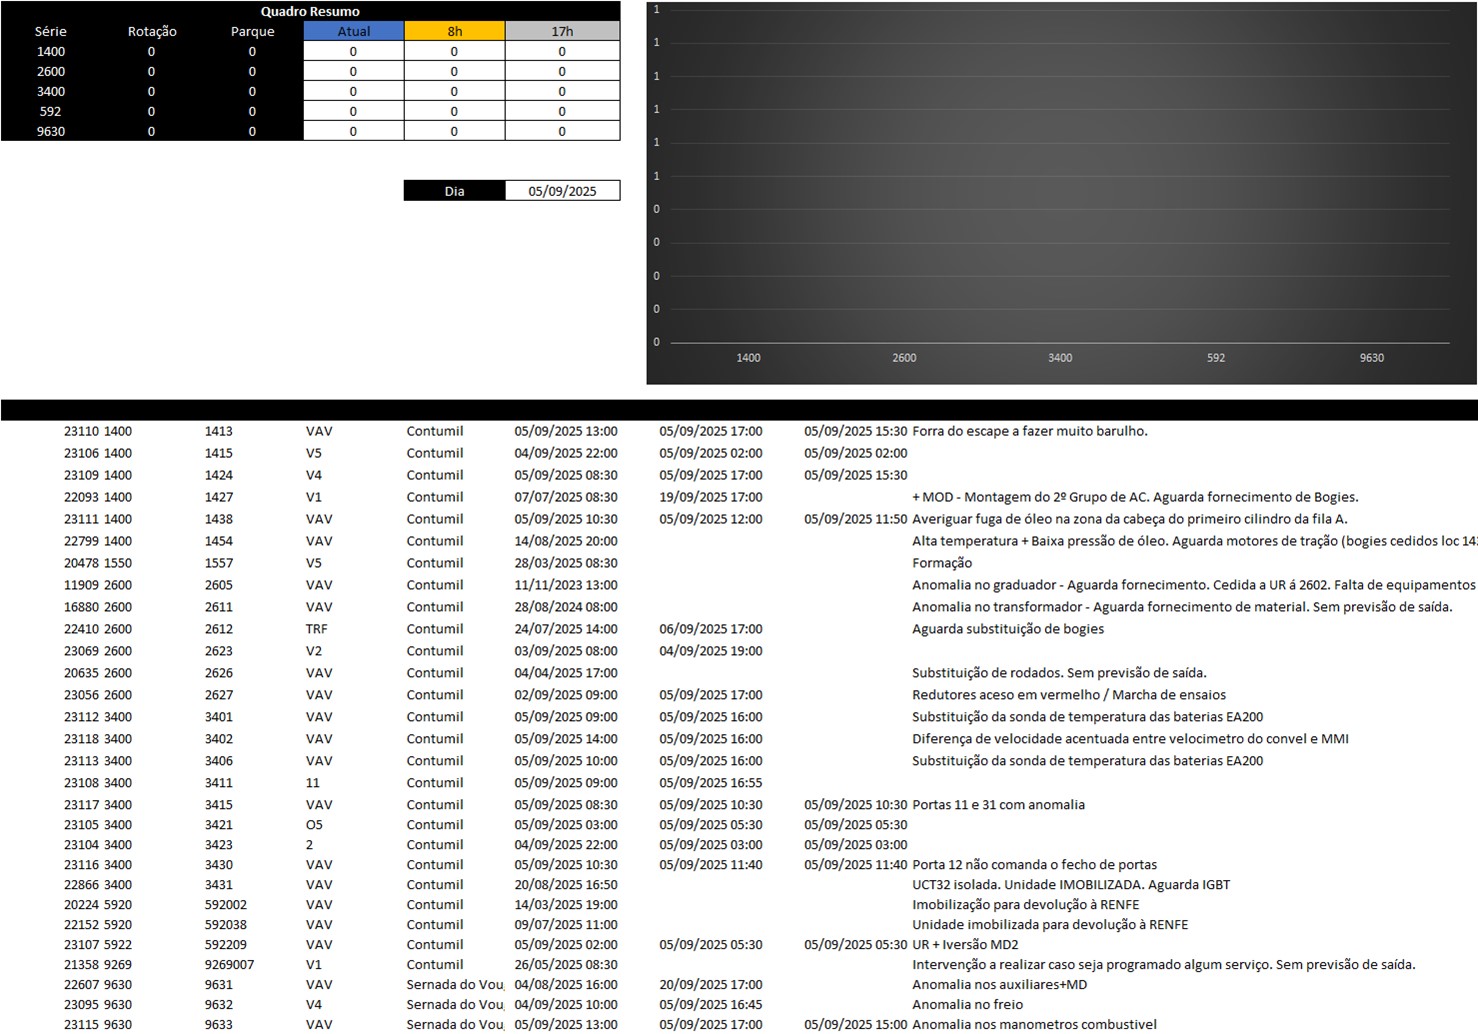 Quadro Resumo
Série Rotação Parque Atual 8h 17h
1400 0 0 0 0 0
2600 0 0 0 0 0
3400 0 0 0 0 0
592 0 0 0 0 0
9630 0 0 0 0 0
Dia 05/09/2025
1
1
1
1
1
1
0
0
0
0
0
1400 2600 3400 592 9630
23110 1400 1413 VAV Contumil 05/09/2025 13:00 05/09/2025 17:00 05/09/2025 15:30 Forra do escape a fazer muito barulho.
23106 1400 1415 V5 Contumil 04/09/2025 22:00 05/09/2025 02:00 05/09/2025 02:00
23109 1400 1424 V4 Contumil 05/09/2025 08:30 05/09/2025 17:00 05/09/2025 15:30
22093 1400 1427 V1 Contumil 07/07/2025 08:30 19/09/2025 17:00 + MOD - Montagem do 2º Grupo de AC. Aguarda fornecimento de Bogies.
23111 1400 1438 VAV Contumil 05/09/2025 10:30 05/09/2025 12:00 05/09/2025 11:50 Averiguar fuga de óleo na zona da cabeça do primeiro cilindro da fila A.
22799 1400 1454 VAV Contumil 14/08/2025 20:00 Alta temperatura + Baixa pressão de óleo. Aguarda motores de tração (bogies cedidos loc
20478 1550 1557 V5 Contumil 28/03/2025 08:30 Formação
11909 2600 2605 VAV Contumil 11/11/2023 13:00 Anomalia no graduador - Aguarda fornecimento. Cedida a UR á 2602. Falta de equipamentos
16880 2600 2611 VAV Contumil 28/08/2024 08:00 Anomalia no transformador - Aguarda fornecimento de material. Sem previsão de saída.
22410 2600 2612 TRF Contumil 24/07/2025 14:00 06/09/2025 17:00 Aguarda substituição de bogies
23069 2600 2623 V2 Contumil 03/09/2025 08:00 04/09/2025 19:00
20635 2600 2626 VAV Contumil 04/04/2025 17:00 Substituição de rodados. Sem previsão de saída.
23056 2600 2627 VAV Contumil 02/09/2025 09:00 05/09/2025 17:00 Redutores aceso em vermelho / Marcha de ensaios
23112 3400 3401 VAV Contumil 05/09/2025 09:00 05/09/2025 16:00 Substituição da sonda de temperatura das baterias EA200
23118 3400 3402 VAV Contumil 05/09/2025 14:00 05/09/2025 16:00 Diferença de velocidade acentuada entre velocimetro do convel e MMI
23113 3400 3406 VAV Contumil 05/09/2025 10:00 05/09/2025 16:00 Substituição da sonda de temperatura das baterias EA200
23108 3400 3411 11 Contumil 05/09/2025 09:00 05/09/2025 16:55
23117 3400 3415 VAV Contumil 05/09/2025 08:30 05/09/2025 10:30 05/09/2025 10:30 Portas 11 e 31 com anomalia
23105 3400 3421 O5 Contumil 05/09/2025 03:00 05/09/2025 05:30 05/09/2025 05:30
23104 3400 3423 2 Contumil 04/09/2025 22:00 05/09/2025 03:00 05/09/2025 03:00
23116 3400 3430 VAV Contumil 05/09/2025 10:30 05/09/2025 11:40 05/09/2025 11:40 Porta 12 não comanda o fecho de portas
22866 3400 3431 VAV Contumil 20/08/2025 16:50 UCT32 isolada. Unidade IMOBILIZADA. Aguarda IGBT
20224 5920 592002 VAV Contumil 14/03/2025 19:00 Imobilização para devolução à RENFE
22152 5920 592038 VAV Contumil 09/07/2025 11:00 Unidade imobilizada para devolução à RENFE
23107 5922 592209 VAV Contumil 05/09/2025 02:00 05/09/2025 05:30 05/09/2025 05:30 UR + Iversão MD2
21358 9269 9269007 V1 Contumil 26/05/2025 08:30 Intervenção a realizar caso seja programado algum serviço. Sem previsão de saída.
22607 9630 9631 VAV Sernada do Vou 04/08/2025 16:00 20/09/2025 17:00 Anomalia nos auxiliares+MD
23095 9630 9632 V4 Contumil 04/09/2025 10:00 05/09/2025 16:45 Anomalia no freio
23115 9630 9633 VAV Sernada do Vou 05/09/2025 13:00 05/09/2025 17:00 05/09/2025 15:00 Anomalia nos manometros combustivel